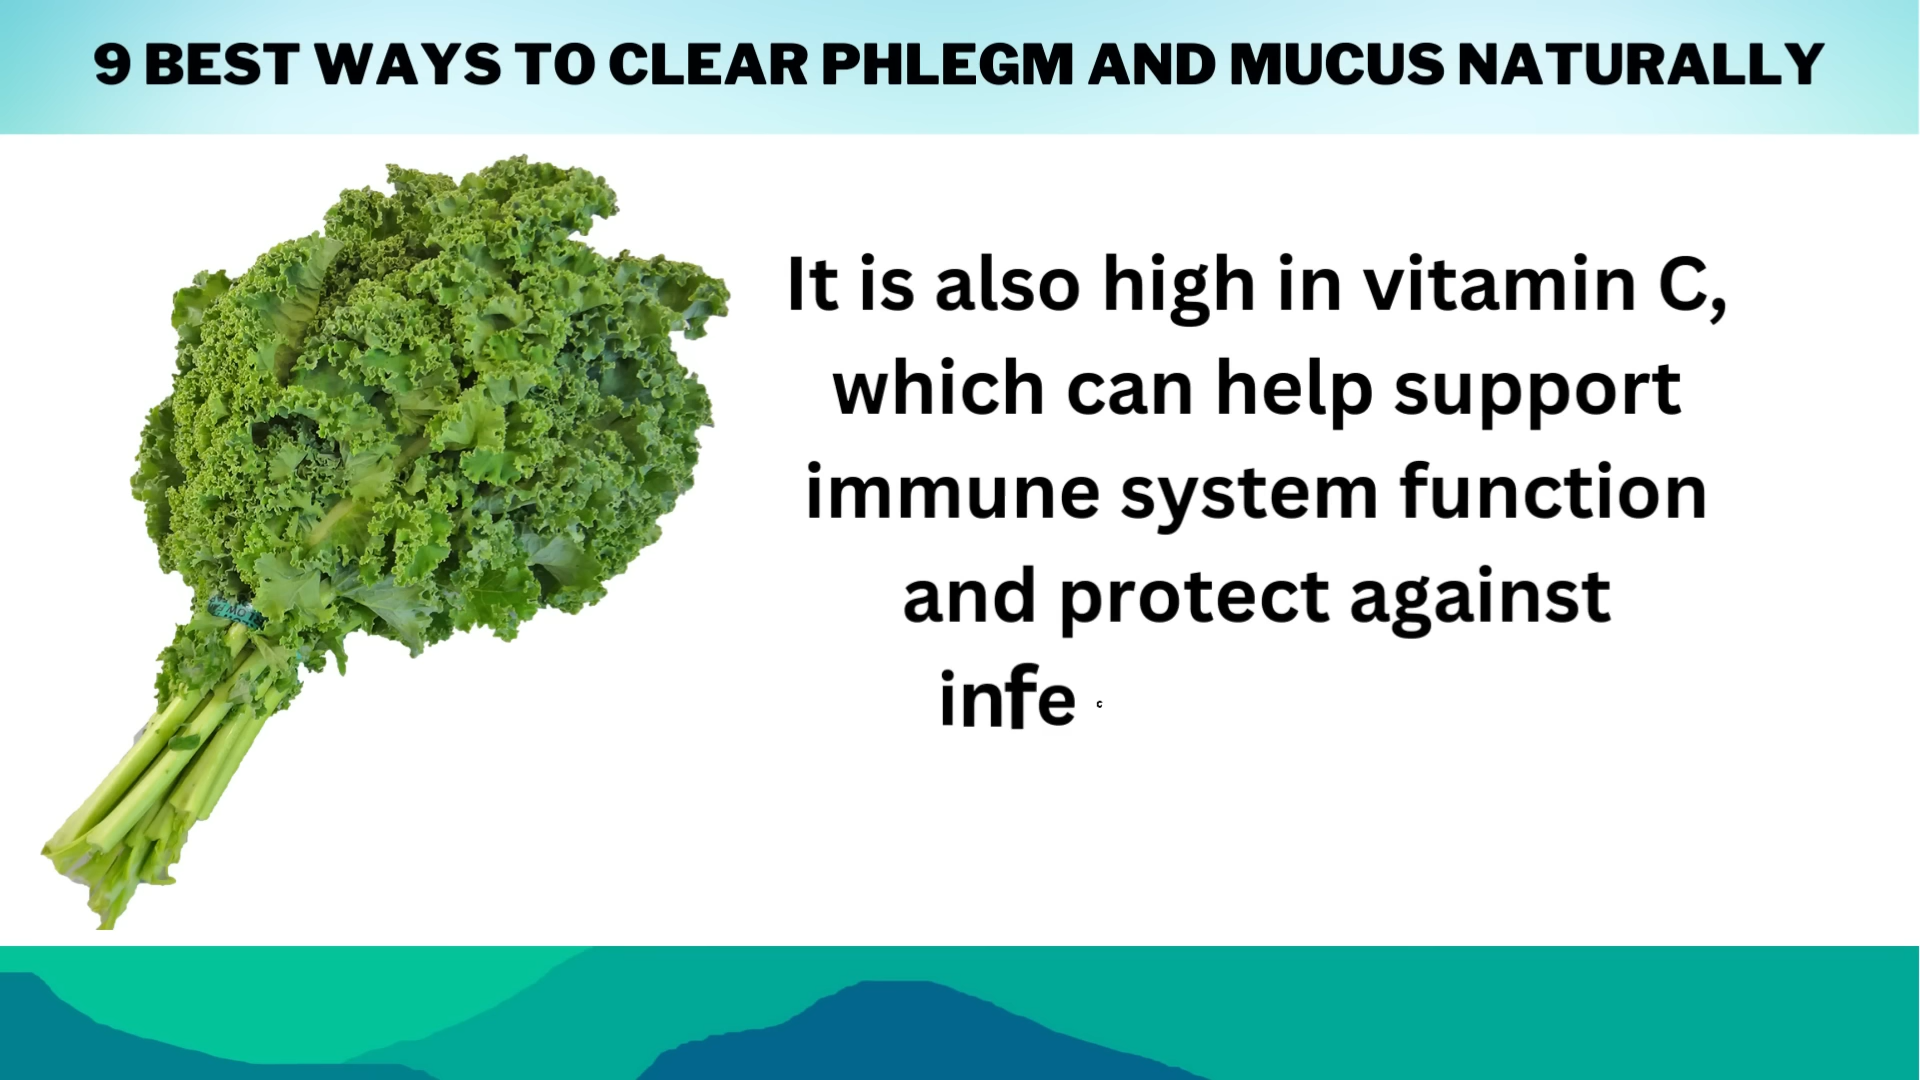 9 BEST WAYS TO CLEAR PHLEGM AND MUCUS NATURALLY
It is also high in vitamin C,
which can help support
immune system function
and protect against
infe c